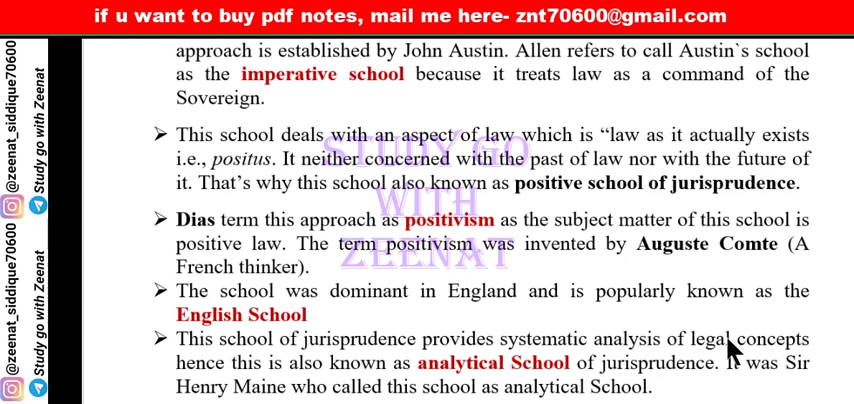 if u want to buy pdf notes, mail me here- znt70600@gmail.com
approach is established by John Austin. Allen refers to call Austin`s school
as the imperative school because it treats law as a command of the
Sovereign.
➢ This school deals with an aspect of law which is “law as it actually exists
i.e., positus. It neither concerned with the past of law nor with the future of
it. That’s why this school also known as positive school of jurisprudence.
➢ Dias term this approach as positivism as the subject matter of this school is
positive law. The term positivism was invented by Auguste Comte (A
French thinker).
➢ The school was dominant in England and is popularly known as the
English School
➢ This school of jurisprudence provides systematic analysis of legal concepts
hence this is also known as analytical School of jurisprudence. It was Sir
Henry Maine who called this school as analytical School.
STUDY GO
WITH
ZEENAT
@zeenat_siddique70600
Study go with Zeenat
@zeenat_siddique70600
Study go with Zeenat